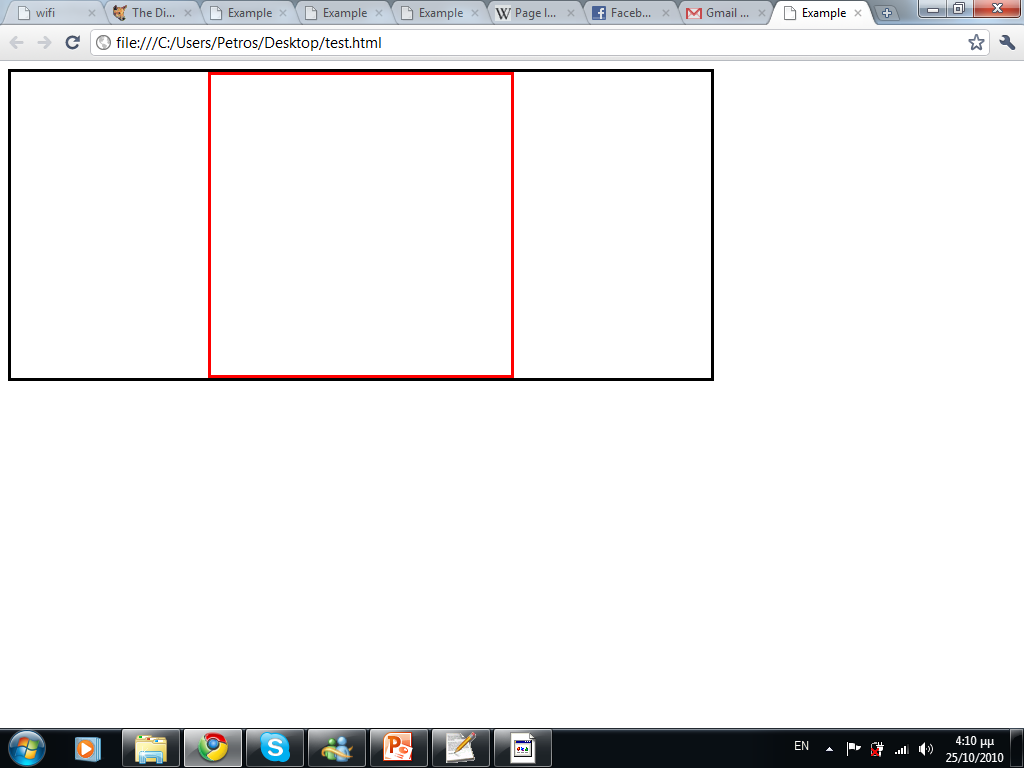 wifi
The Di...
Example
Example
Example
W Page I...
f Faceb...
Gmail ...
Example
file:///C:/Users/Petros/Desktop/test.html
EN
4:10 μμ
25/10/2010